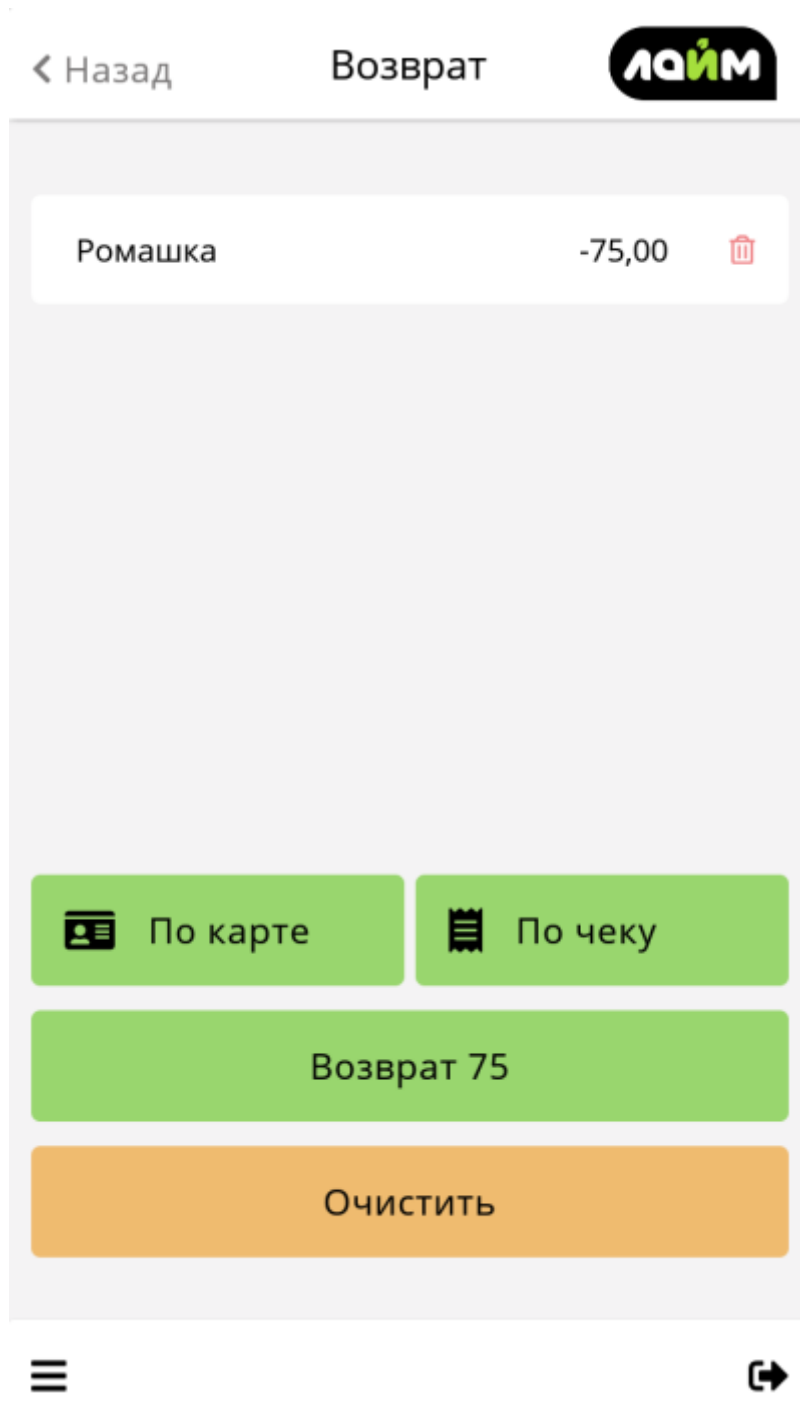 Назад
Возврат
лайм
Ромашка
-75,00
По карте
По чеку
Возврат 75
Очистить